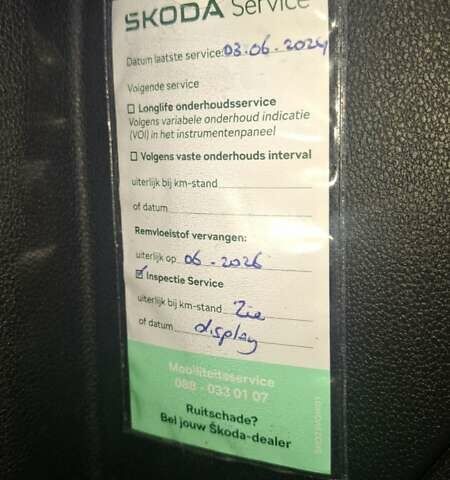 ŠKODA Service
Datum laatste service: 03.06.2024
Volgende service
☐ Longlife onderhoudsservice
Volgens variabele onderhoud indicatie
(VOI) in het instrumentenpaneel
☐ Volgens vaste onderhouds interval
uiterlijk bij km-stand
of datum
Remvloeistof vervangen:
uiterlijk op 06-2026
☑ Inspectie Service
uiterlijk bij km-stand Zie
of datum display
Mobiliteitsservice
088 - 033 01 07
Ruitschade?
Bel jouw Škoda-dealer